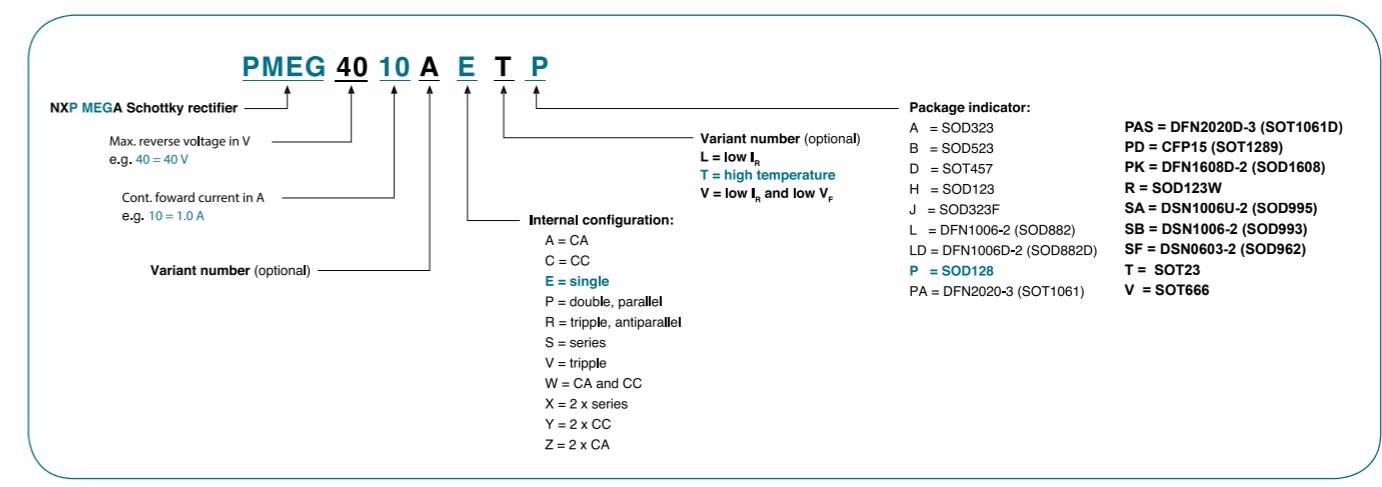 PMEG 40 10 A E T P
NXP MEGA Schottky rectifier
Max. reverse voltage in V
e.g. 40 = 40 V
Cont. foward current in A
e.g. 10 = 1.0 A
Variant number (optional)
Internal configuration:
A = CA
C = CC
E = single
P = double, parallel
R = tripple, antiparallel
S = series
V = tripple
W = CA and CC
X = 2 x series
Y = 2 x CC
Z = 2 x CA
Variant number (optional)
L = low IR
T = high temperature
V = low IR and low VF
Package indicator:
A = SOD323
B = SOD523
D = SOT457
H = SOD123
J = SOD323F
L = DFN1006-2 (SOD882)
LD = DFN1006D-2 (SOD882D)
P = SOD128
PA = DFN2020-3 (SOT1061)
PAS = DFN2020D-3 (SOT1061D)
PD = CFP15 (SOT1289)
PK = DFN1608D-2 (SOD1608)
R = SOD123W
SA = DSN1006U-2 (SOD995)
SB = DSN1006-2 (SOD993)
SF = DSN0603-2 (SOD962)
T = SOT23
V = SOT666